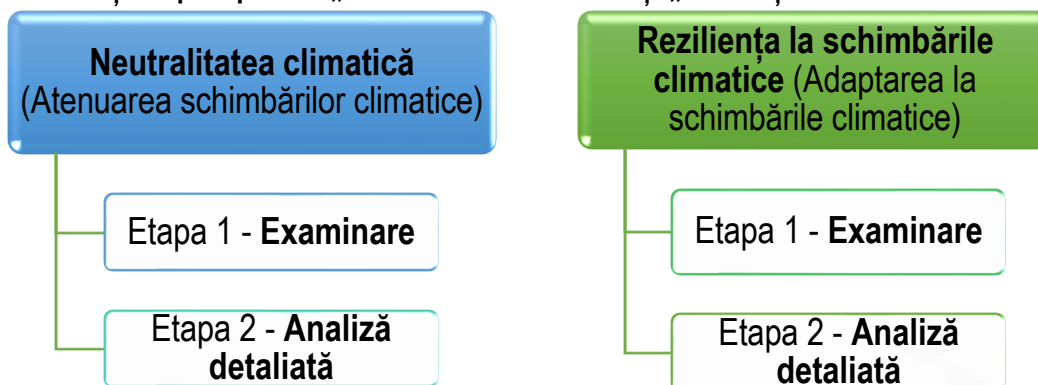 Neutralitatea climatică
(Atenuarea schimbărilor climatice)
Etapa 1 - Examinare
Etapa 2 - Analiză
detaliată
Reziliența la schimbările
climatice (Adaptarea la
schimbările climatice)
Etapa 1 - Examinare
Etapa 2 - Analiză
detaliată